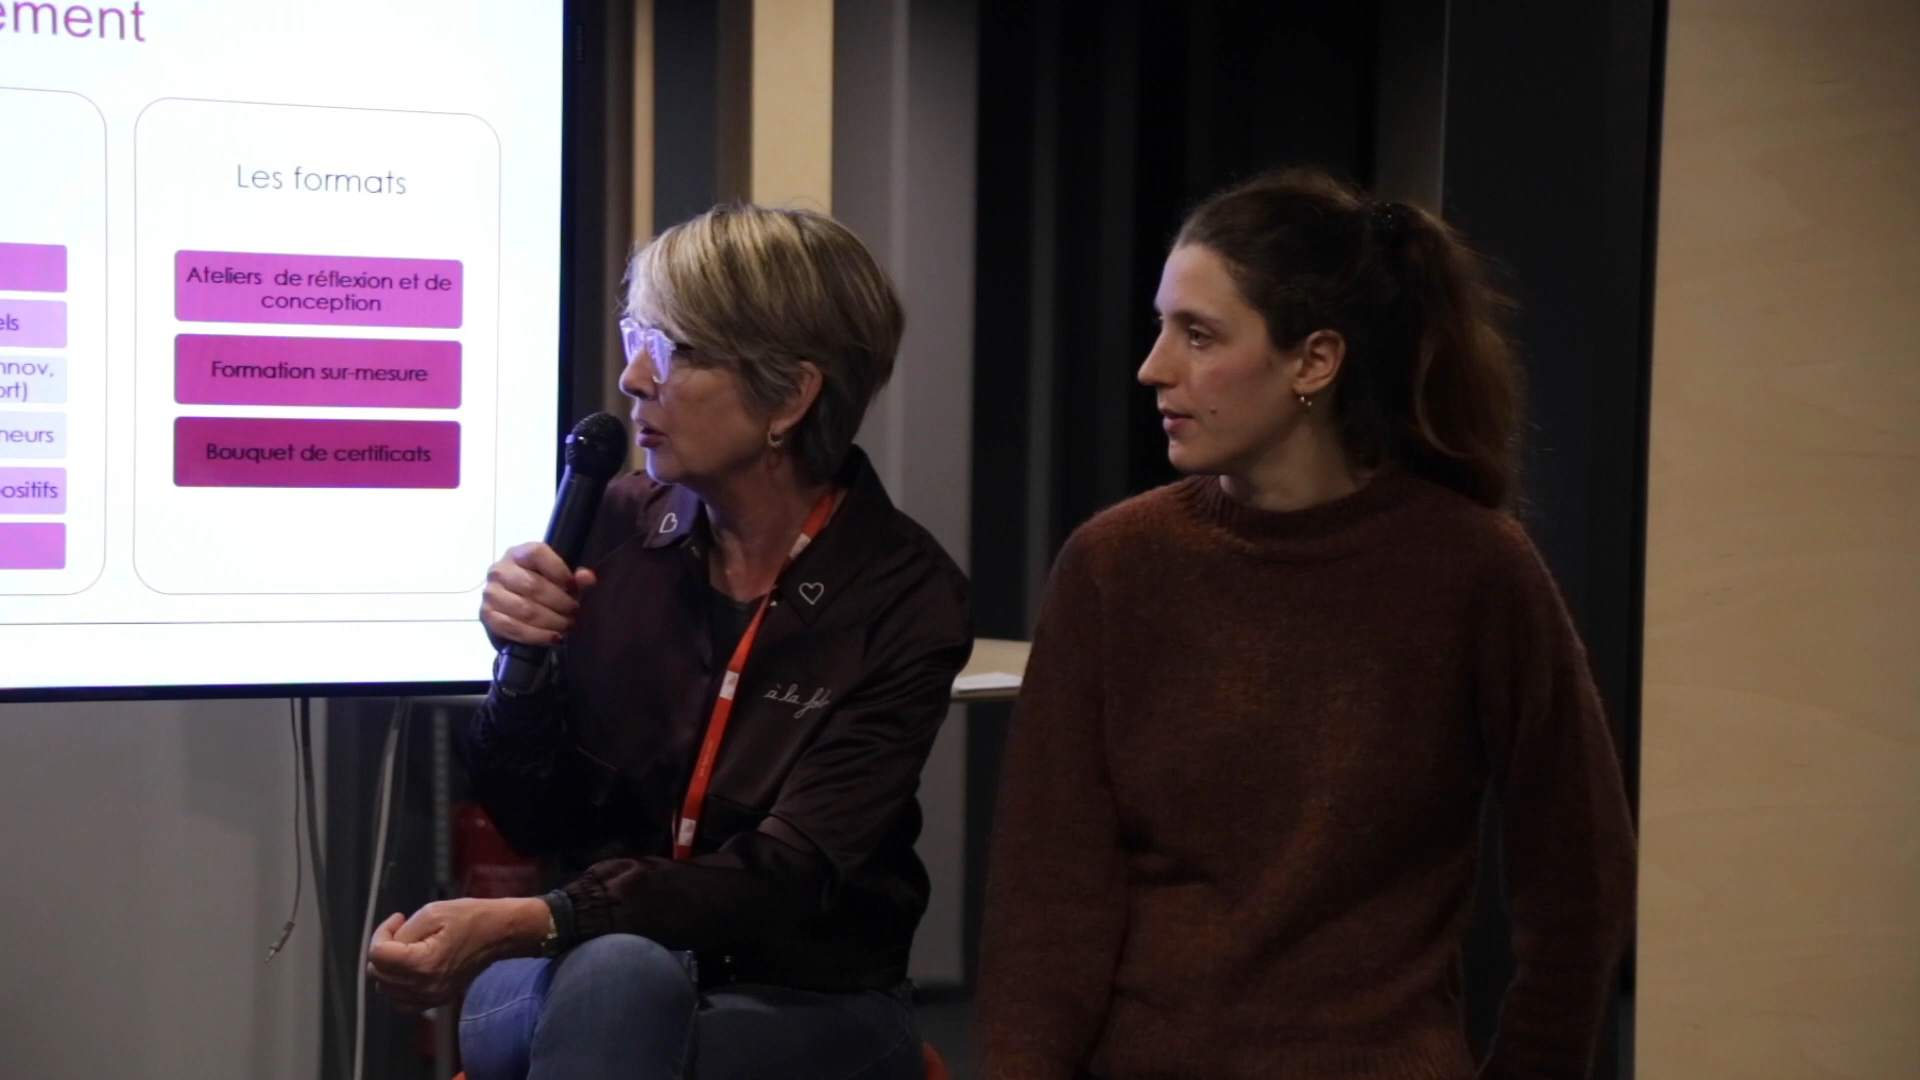 ement
els
nnov,
ort)
neurs
ositifs
Les formats
Ateliers de réflexion et de
conception
Formation sur-mesure
Bouquet de certificats
à la fol